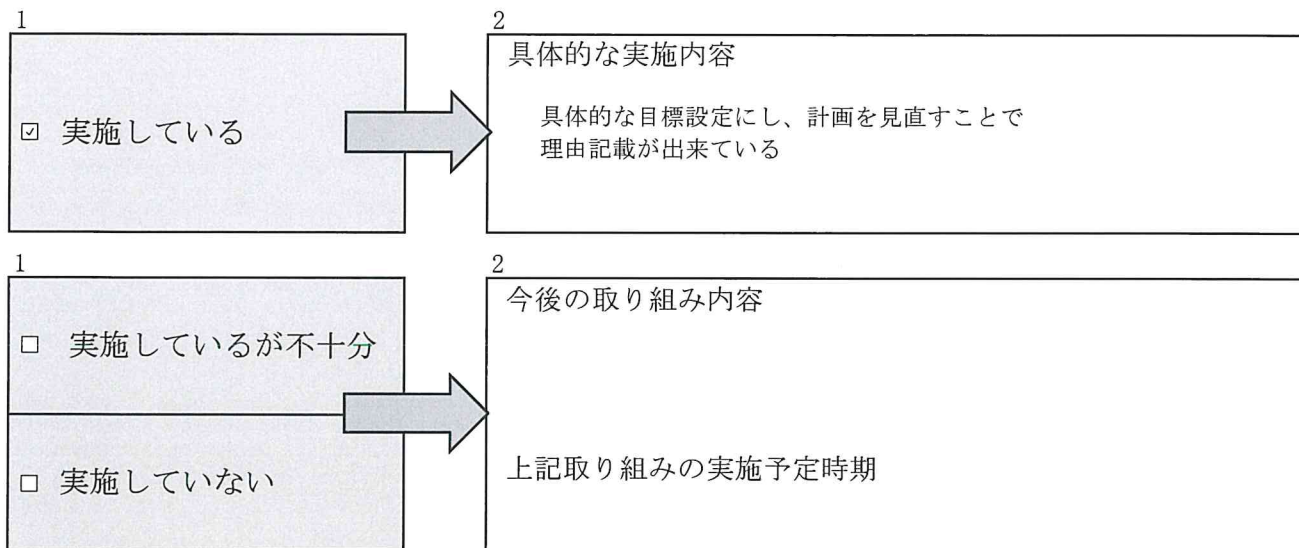 1
2
☑ 実施している
具体的な実施内容
具体的な目標設定にし、計画を見直すことで
理由記載が出来ている
1
2
□ 実施しているが不十分
□ 実施していない
今後の取り組み内容
上記取り組みの実施予定時期